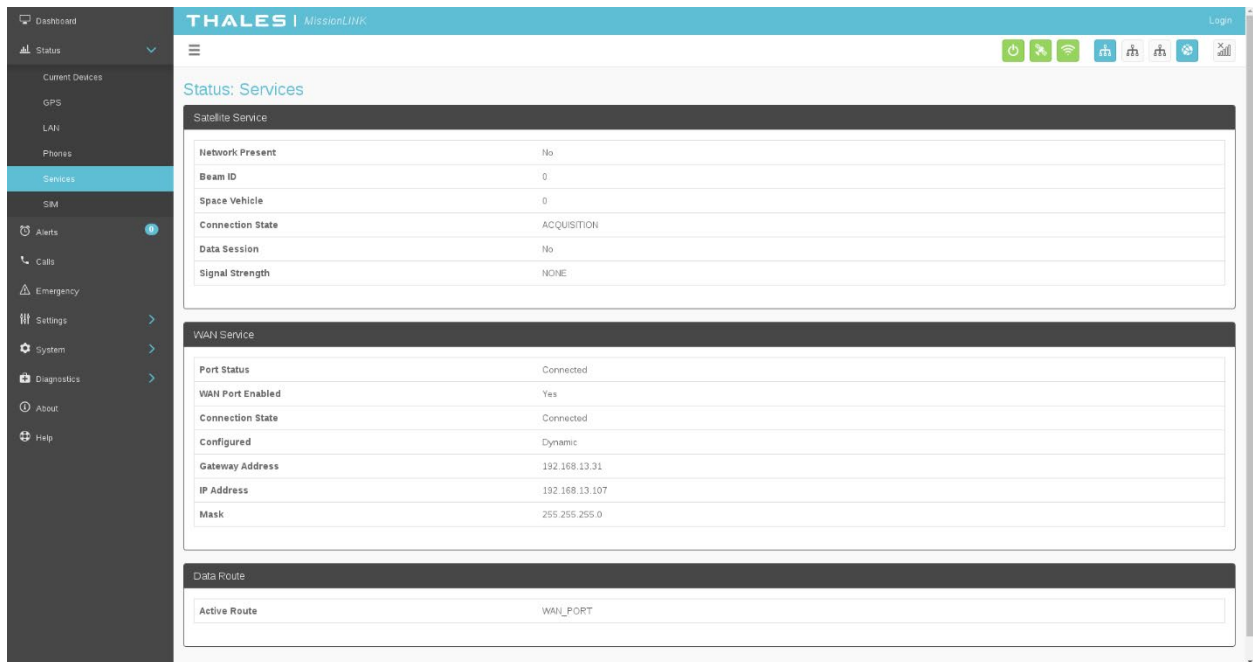 Dashboard
THALES | MissionLINK
Login
Status
Current Devices
GPS
LAN
Phones
Services
SIM
Alerts 0
Calls
Emergency
Settings
System
Diagnostics
About
Help
Status: Services
Satellite Service
Network Present No
Beam ID 0
Space Vehicle 0
Connection State ACQUISITION
Data Session No
Signal Strength NONE
WAN Service
Port Status Connected
WAN Port Enabled Yes
Connection State Connected
Configured Dynamic
Gateway Address 192.168.13.31
IP Address 192.168.13.107
Mask 255.255.255.0
Data Route
Active Route WAN_PORT